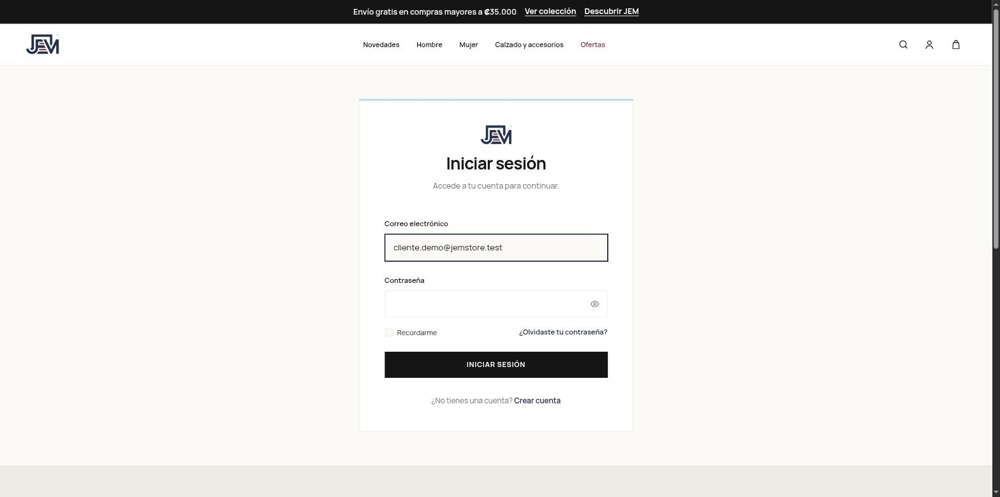 Envío gratis en compras mayores a ₡35.000 Ver colección Descubrir JEM
JEM
Novedades Hombre Mujer Calzado y accesorios Ofertas
JEM
Iniciar sesión
Accede a tu cuenta para continuar.
Correo electrónico
cliente.demo@jemstore.test
Contraseña
Recordarme ¿Olvidaste tu contraseña?
INICIAR SESIÓN
¿No tienes una cuenta? Crear cuenta